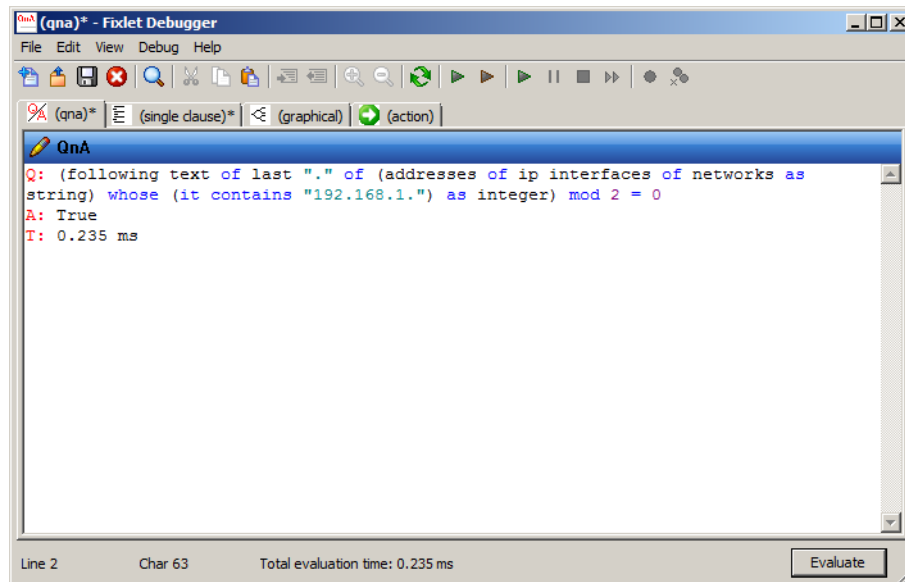 (qna)* - Fixlet Debugger
File Edit View Debug Help
(qna)* (single clause)* (graphical) (action)
QnA
Q: (following text of last "." of (addresses of ip interfaces of networks as
string) whose (it contains "192.168.1.") as integer) mod 2 = 0
A: True
T: 0.235 ms
Line 2 Char 63 Total evaluation time: 0.235 ms Evaluate